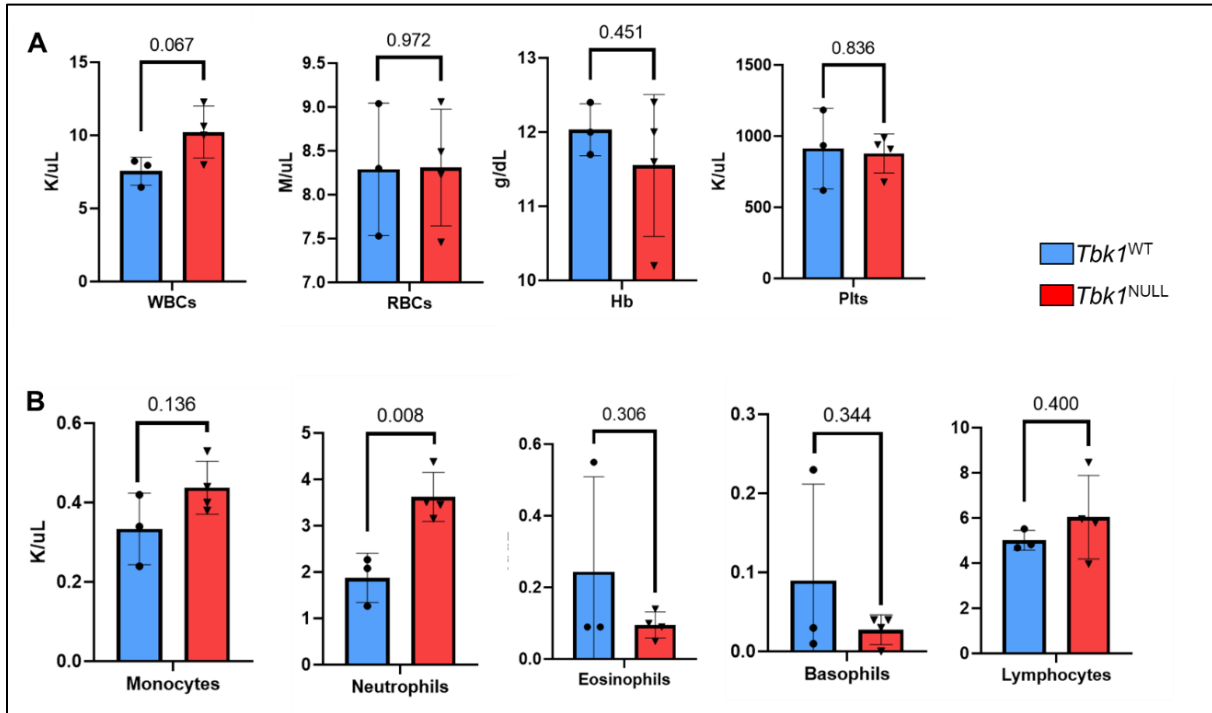 A
0.067
15
10
5
0
K/uL
WBCs
0.972
9.5
9.0
8.5
8.0
7.5
7.0
M/uL
RBCs
0.451
13
12
11
10
g/dL
Hb
0.836
1500
1000
500
0
K/uL
Plts
Tbk1WT
Tbk1NULL
B
0.136
0.6
0.4
0.2
0.0
K/uL
Monocytes
0.008
5
4
3
2
1
0
Neutrophils
0.306
0.6
0.4
0.2
0.0
Eosinophils
0.344
0.3
0.2
0.1
0.0
Basophils
0.400
10
8
6
4
2
0
Lymphocytes